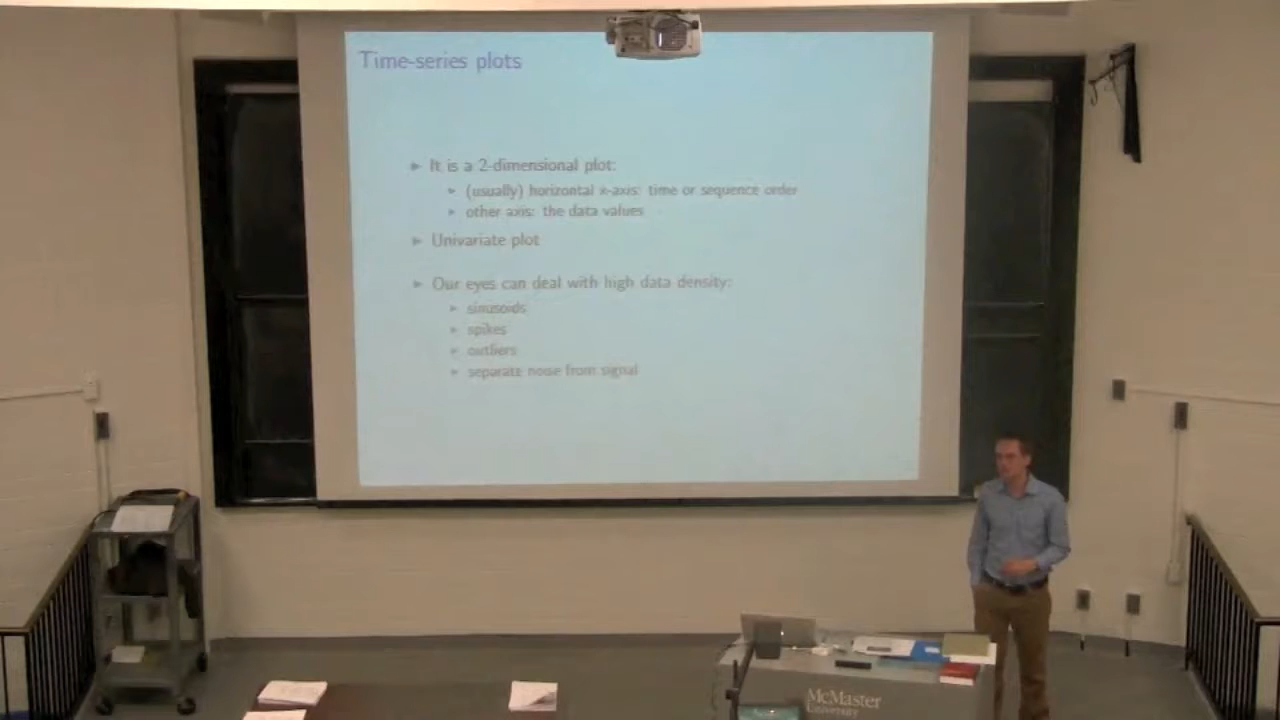 Time-series plots
It is a 2-dimensional plot:
(usually) horizontal x-axis: time or sequence order
other axis: the data values
Univariate plot
Our eyes can deal with high data density:
sinusoids
spikes
outliers
separate noise from signal
McMaster
University